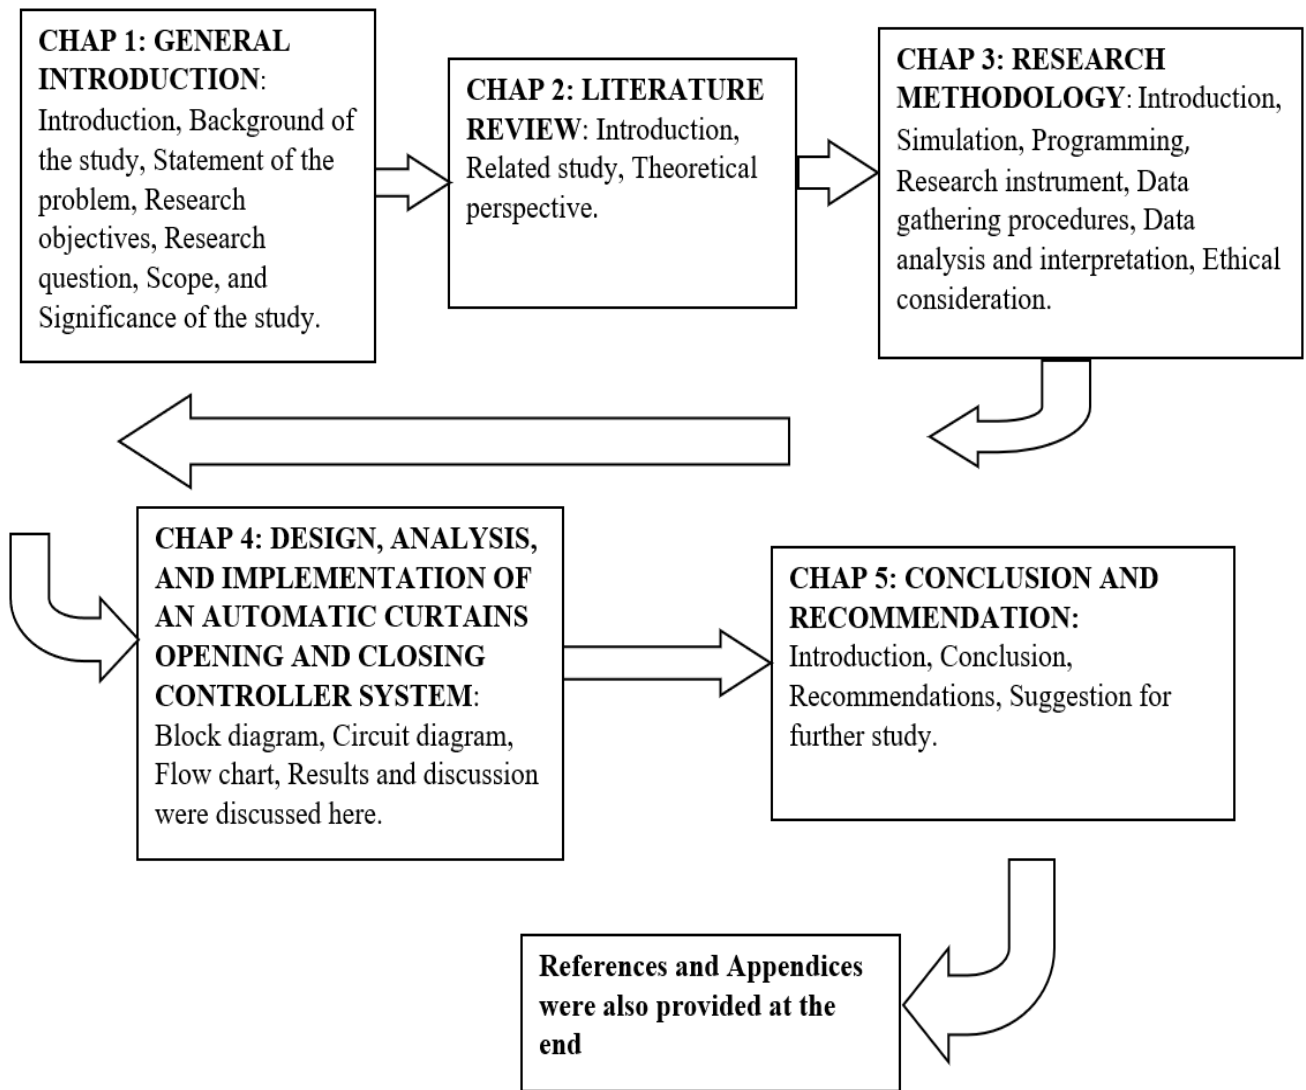 CHAP 1: GENERAL
INTRODUCTION:
Introduction, Background of
the study, Statement of the
problem, Research
objectives, Research
question, Scope, and
Significance of the study.
CHAP 2: LITERATURE
REVIEW: Introduction,
Related study, Theoretical
perspective.
CHAP 3: RESEARCH
METHODOLOGY: Introduction,
Simulation, Programming,
Research instrument, Data
gathering procedures, Data
analysis and interpretation, Ethical
consideration.
CHAP 4: DESIGN, ANALYSIS,
AND IMPLEMENTATION OF
AN AUTOMATIC CURTAINS
OPENING AND CLOSING
CONTROLLER SYSTEM:
Block diagram, Circuit diagram,
Flow chart, Results and discussion
were discussed here.
CHAP 5: CONCLUSION AND
RECOMMENDATION:
Introduction, Conclusion,
Recommendations, Suggestion for
further study.
References and Appendices
were also provided at the
end